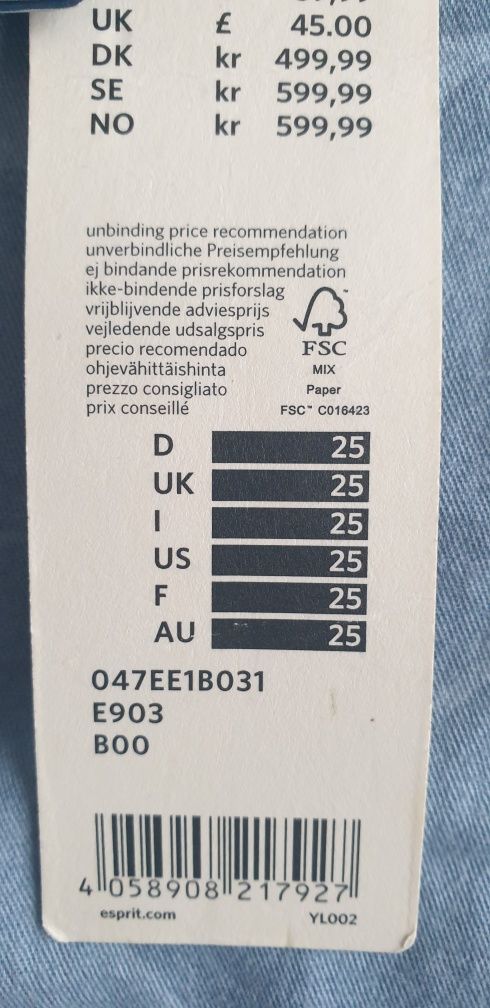 UK £ 45.00
DK kr 499,99
SE kr 599,99
NO kr 599,99
unbinding price recommendation
unverbindliche Preisempfehlung
ej bindande prisrekommendation
ikke-bindende prisforslag
vrijblijvende adviesprijs
vejledende udsalgspris
precio recomendado
ohjevähittäishinta
prezzo consigliato
prix conseillé
™
FSC
MIX
Paper
FSC™ C016423
D 25
UK 25
I 25
US 25
F 25
AU 25
047EE1B031
E903
B00
4 058908 217927
esprit.com YL002